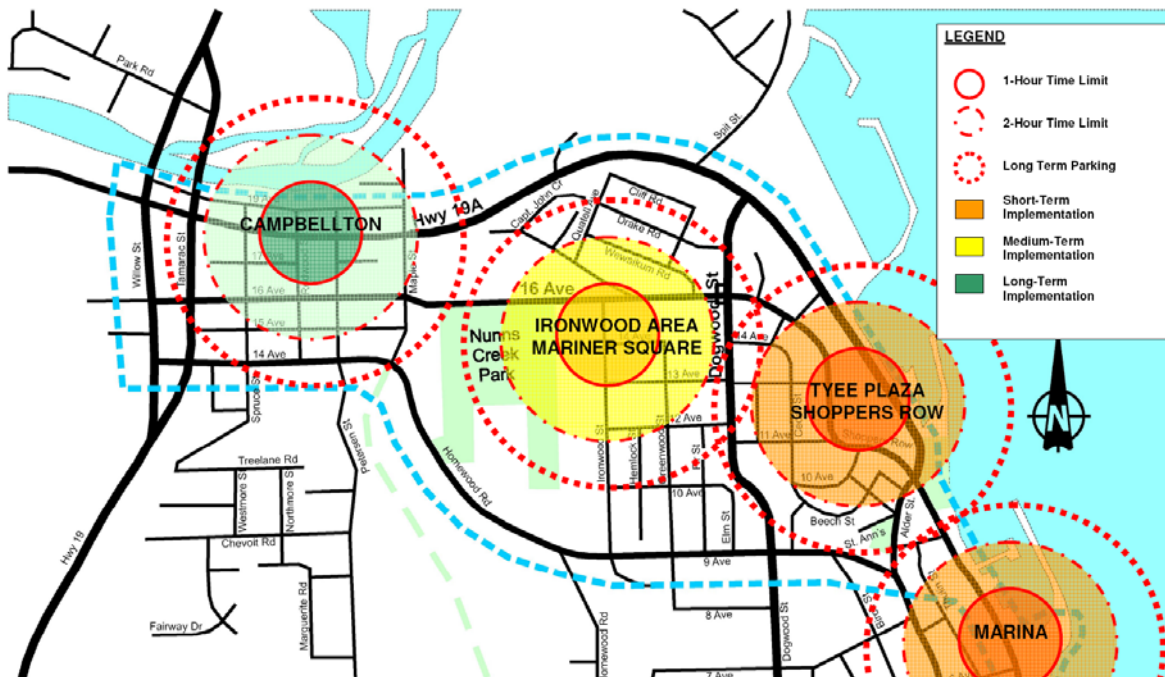 LEGEND
1-Hour Time Limit
2-Hour Time Limit
Long Term Parking
Short-Term
Implementation
Medium-Term
Implementation
Long-Term
Implementation
Park Rd
Spit St.
Capt. John Cr
Quatell Ave
Cliff Rd
Drake Rd
Wewaikum Rd
19A
CAMPBELLTON
Hwy 19A
Willow St
Tamarac St
Maple St
16 Ave
16 Ave
15 Ave
14 Ave
IRONWOOD AREA
MARINER SQUARE
Nunns
Creek
Park
Dogwood St
14 Ave
13 Ave
12 Ave
11 Ave
TYEE PLAZA
SHOPPERS ROW
Row
N
Spruce St
Petersen St
Homewood Rd
Ironwood St
Hemlock St
Greenwood St
Fir St
10 Ave
10 Ave
Elm St
Beech St
St. Ann's
Alder St.
Treelane Rd
Westmore St
Northmore St
Chevolt Rd
Hwy 19
Marguerite Rd
Fairway Dr
9 Ave
8 Ave
7 Ave
Dogwood St
Homewood Rd
MARINA